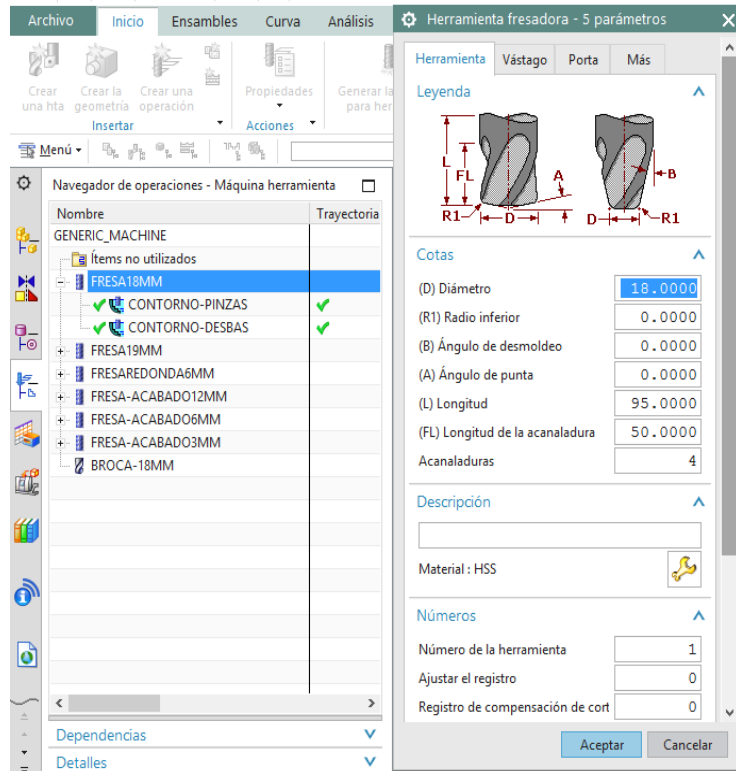 Archivo Inicio Ensambles Curva Análisis
Crear una hta
Crear la geometría
Crear una operación
Propiedades
Generar la
para her
Insertar
Acciones
Menú
Navegador de operaciones - Máquina herramienta
Nombre Trayectoria
GENERIC_MACHINE
Ítems no utilizados
FRESA18MM
CONTORNO-PINZAS
CONTORNO-DESBAS
FRESA19MM
FRESAREDONDA6MM
FRESA-ACABADO12MM
FRESA-ACABADO6MM
FRESA-ACABADO3MM
BROCA-18MM
Dependencias
Detalles
Herramienta fresadora - 5 parámetros
Herramienta Vástago Porta Más
Leyenda
L FL A B
R1 D D R1
Cotas
(D) Diámetro 18.0000
(R1) Radio inferior 0.0000
(B) Ángulo de desmoldeo 0.0000
(A) Ángulo de punta 0.0000
(L) Longitud 95.0000
(FL) Longitud de la acanaladura 50.0000
Acanaladuras 4
Descripción
Material : HSS
Números
Número de la herramienta 1
Ajustar el registro 0
Registro de compensación de cort 0
Aceptar Cancelar